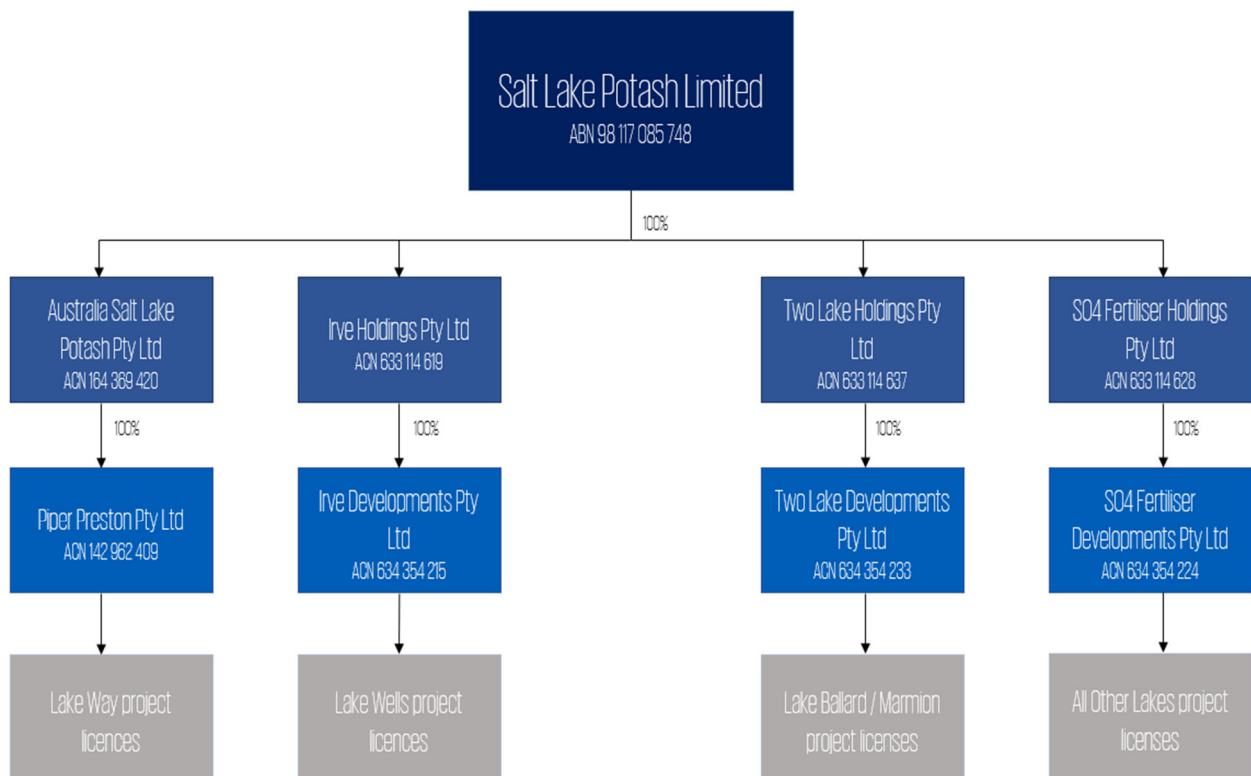 Salt Lake Potash Limited
ABN 98 117 085 748
100%
Australia Salt Lake
Potash Pty Ltd
ACN 164 369 420
Irve Holdings Pty Ltd
ACN 633 114 619
Two Lake Holdings Pty
Ltd
ACN 633 114 637
SO4 Fertiliser Holdings
Pty Ltd
ACN 633 114 628
100%
100%
100%
100%
Piper Preston Pty Ltd
ACN 142 962 409
Irve Developments Pty
Ltd
ACN 634 354 215
Two Lake Developments
Pty Ltd
ACN 634 354 233
SO4 Fertiliser
Developments Pty Ltd
ACN 634 354 224
Lake Way project
licences
Lake Wells project
licences
Lake Ballard / Marmion
project licenses
All Other Lakes project
licenses